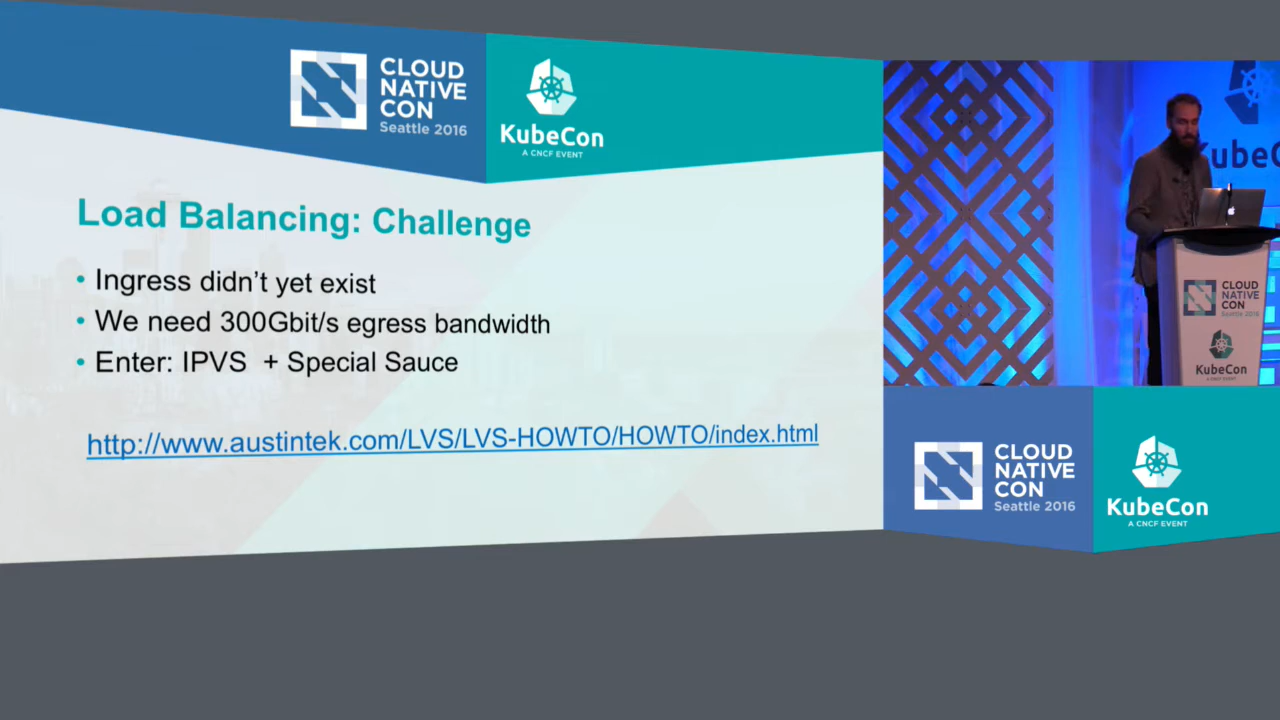 CLOUD
NATIVE
CON
Seattle 2016
KubeCon
A CNCF EVENT
Load Balancing: Challenge
• Ingress didn't yet exist
• We need 300Gbit/s egress bandwidth
• Enter: IPVS + Special Sauce
http://www.austintek.com/LVS/LVS-HOWTO/HOWTO/index.html
CLOUD
NATIVE
CON
Seattle 2016
KubeCon
A CNCF EVENT
CLOUD
NATIVE
CON
Seattle 2016
KubeCon
A CNCF EVENT